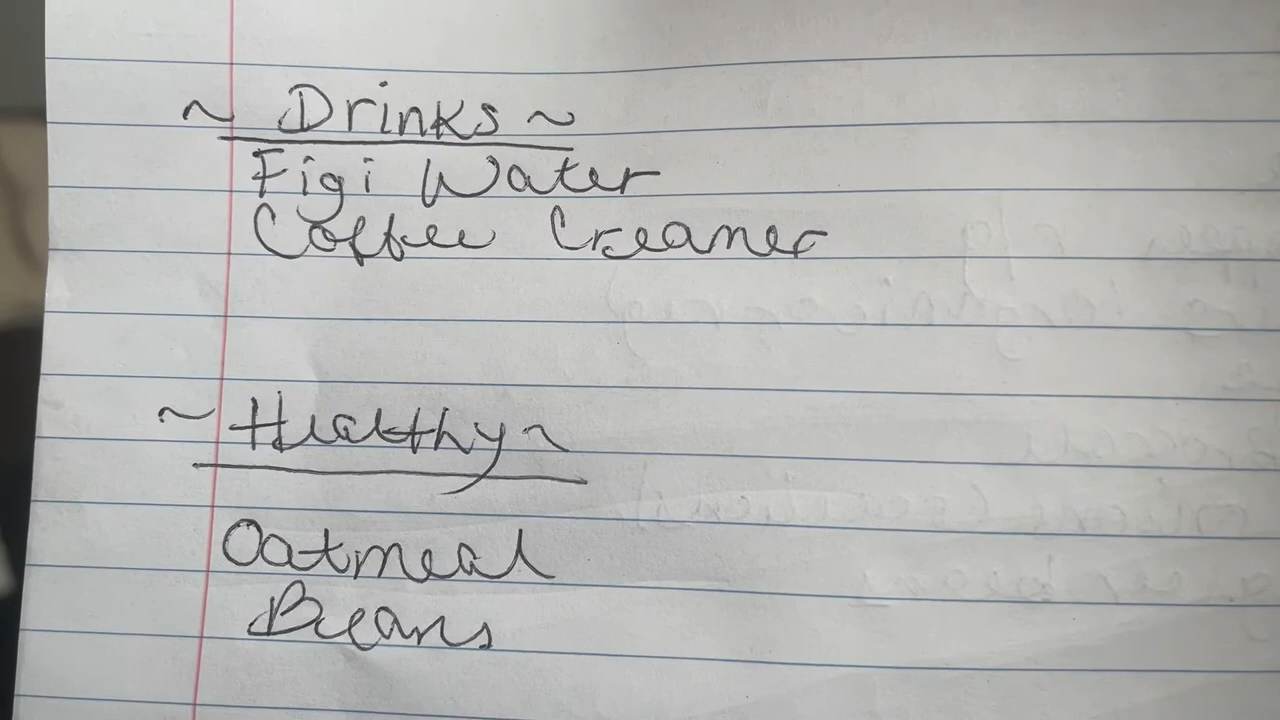 ~ Drinks ~
Figi Water
Coffee Creamer
~ Healthy ~
Oatmeal
Beans